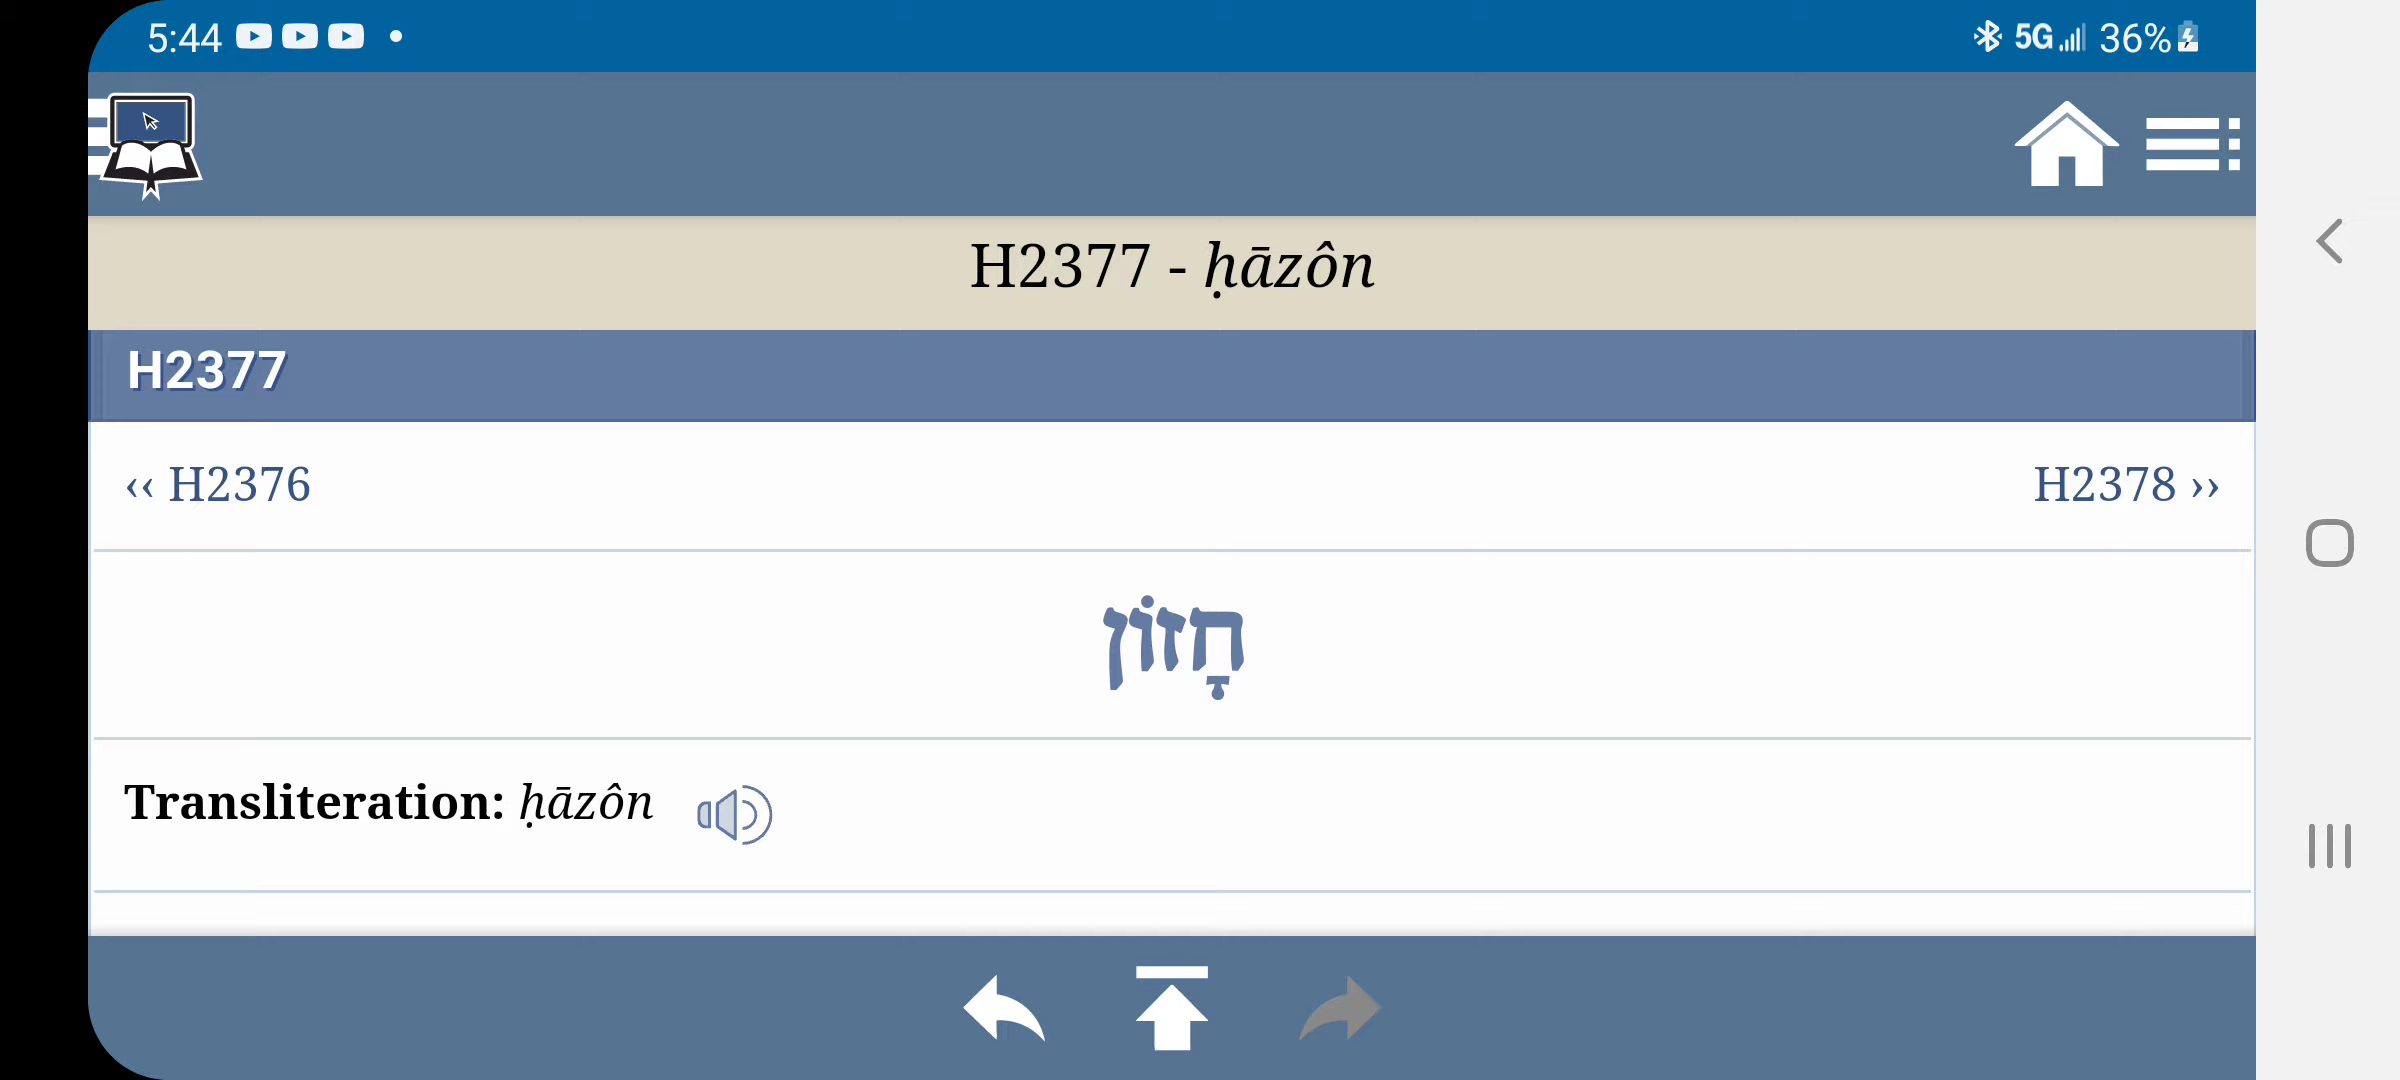 5:44 5G 36%
H2377 - ḥāzôn
H2377
‹‹ H2376 H2378 ››
חָזוֹן
Transliteration: ḥāzôn